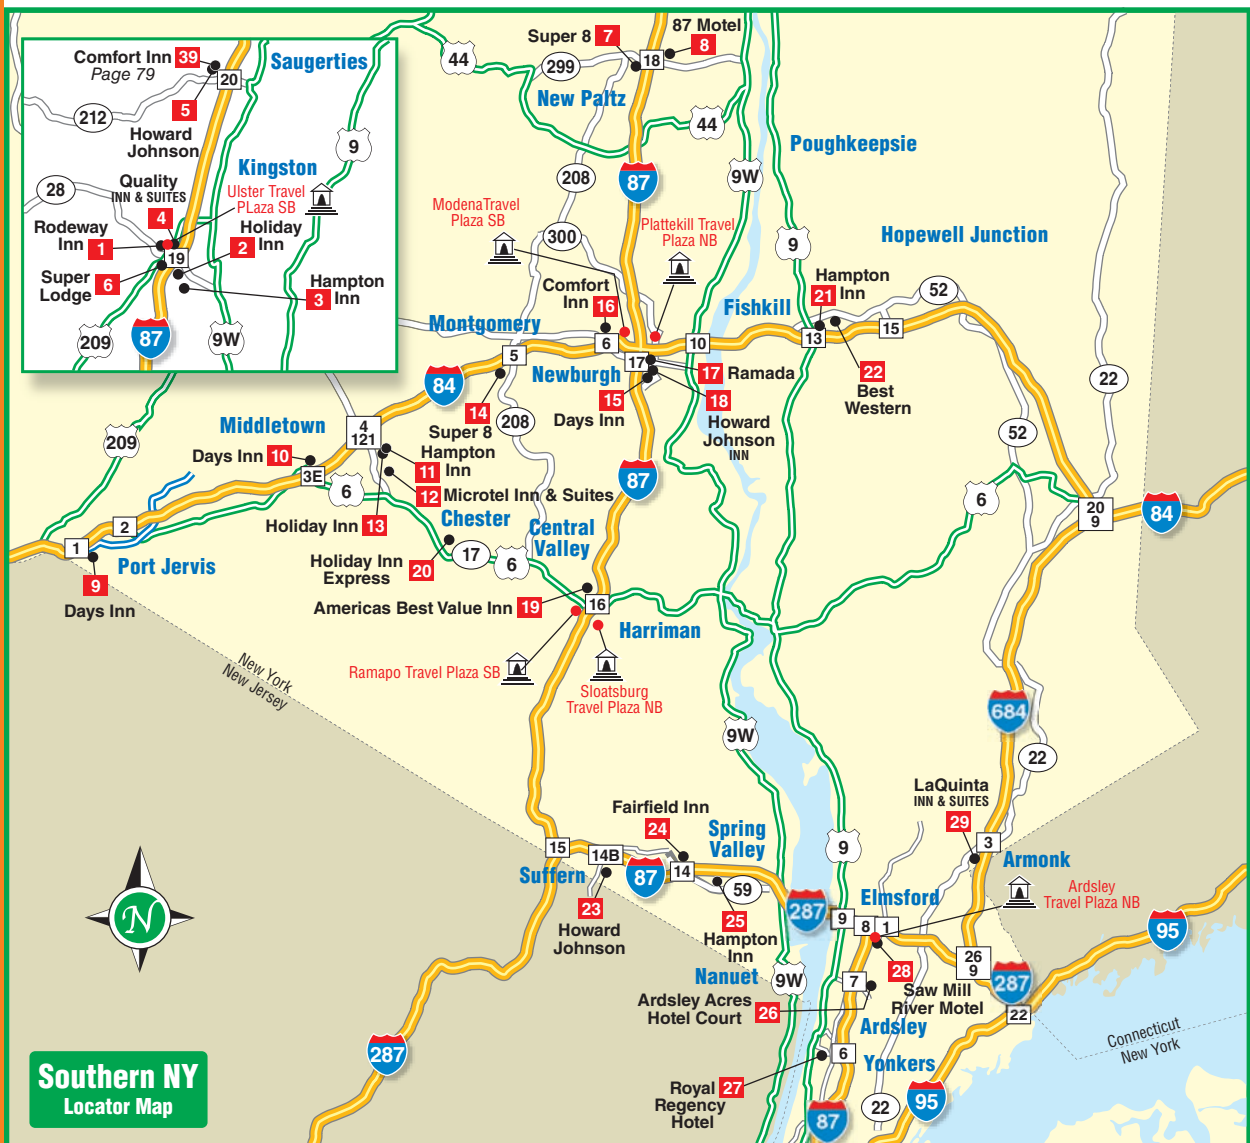 Comfort Inn 39
Page 79
5
Howard
Johnson
20
Saugerties
212
9
28
Kingston
Quality
INN & SUITES
4
Ulster Travel
PLaza SB
Rodeway
Inn 1
Holiday
2 Inn
19
Super
Lodge 6
Hampton
3 Inn
209
87
9W
Super 8 7
87 Motel
8
18
44
299
New Paltz
44
Poughkeepsie
208
87
9W
ModenaTravel
Plaza SB
300
Plattekill Travel
Plaza NB
9
Hopewell Junction
Comfort
Inn 16
Hampton
21 Inn
52
Fishkill
Montgomery
6
10
13
15
5
17
84
Newburgh
17 Ramada
22
Best
Western
22
15
Days Inn
18
Howard
Johnson
INN
14
Super 8
208
52
209
Middletown
4
121
Days Inn 10
Hampton
Inn
11
3E
6
12 Microtel Inn & Suites
87
6
20
9
84
2
Holiday Inn 13
Chester
Central
Valley
1
Port Jervis
Holiday Inn
Express
20
17
6
9
Days Inn
Americas Best Value Inn 19
16
Harriman
New York
New Jersey
Ramapo Travel Plaza SB
Sloatsburg
Travel Plaza NB
684
9W
22
LaQuinta
INN & SUITES
29
Fairfield Inn
24
Spring
Valley
3
Armonk
15
14B
14
9
Suffern
87
59
Elmsford
Ardsley
Travel Plaza NB
287
9
8
1
23
Howard
Johnson
25
Hampton
Inn
95
Nanuet
9W
28
Saw Mill
River Motel
26
9
287
7
Ardsley Acres
Hotel Court 26
22
Ardsley
Connecticut
New York
287
6
Yonkers
Southern NY
Locator Map
Royal 27
Regency
Hotel
87
22
95
N